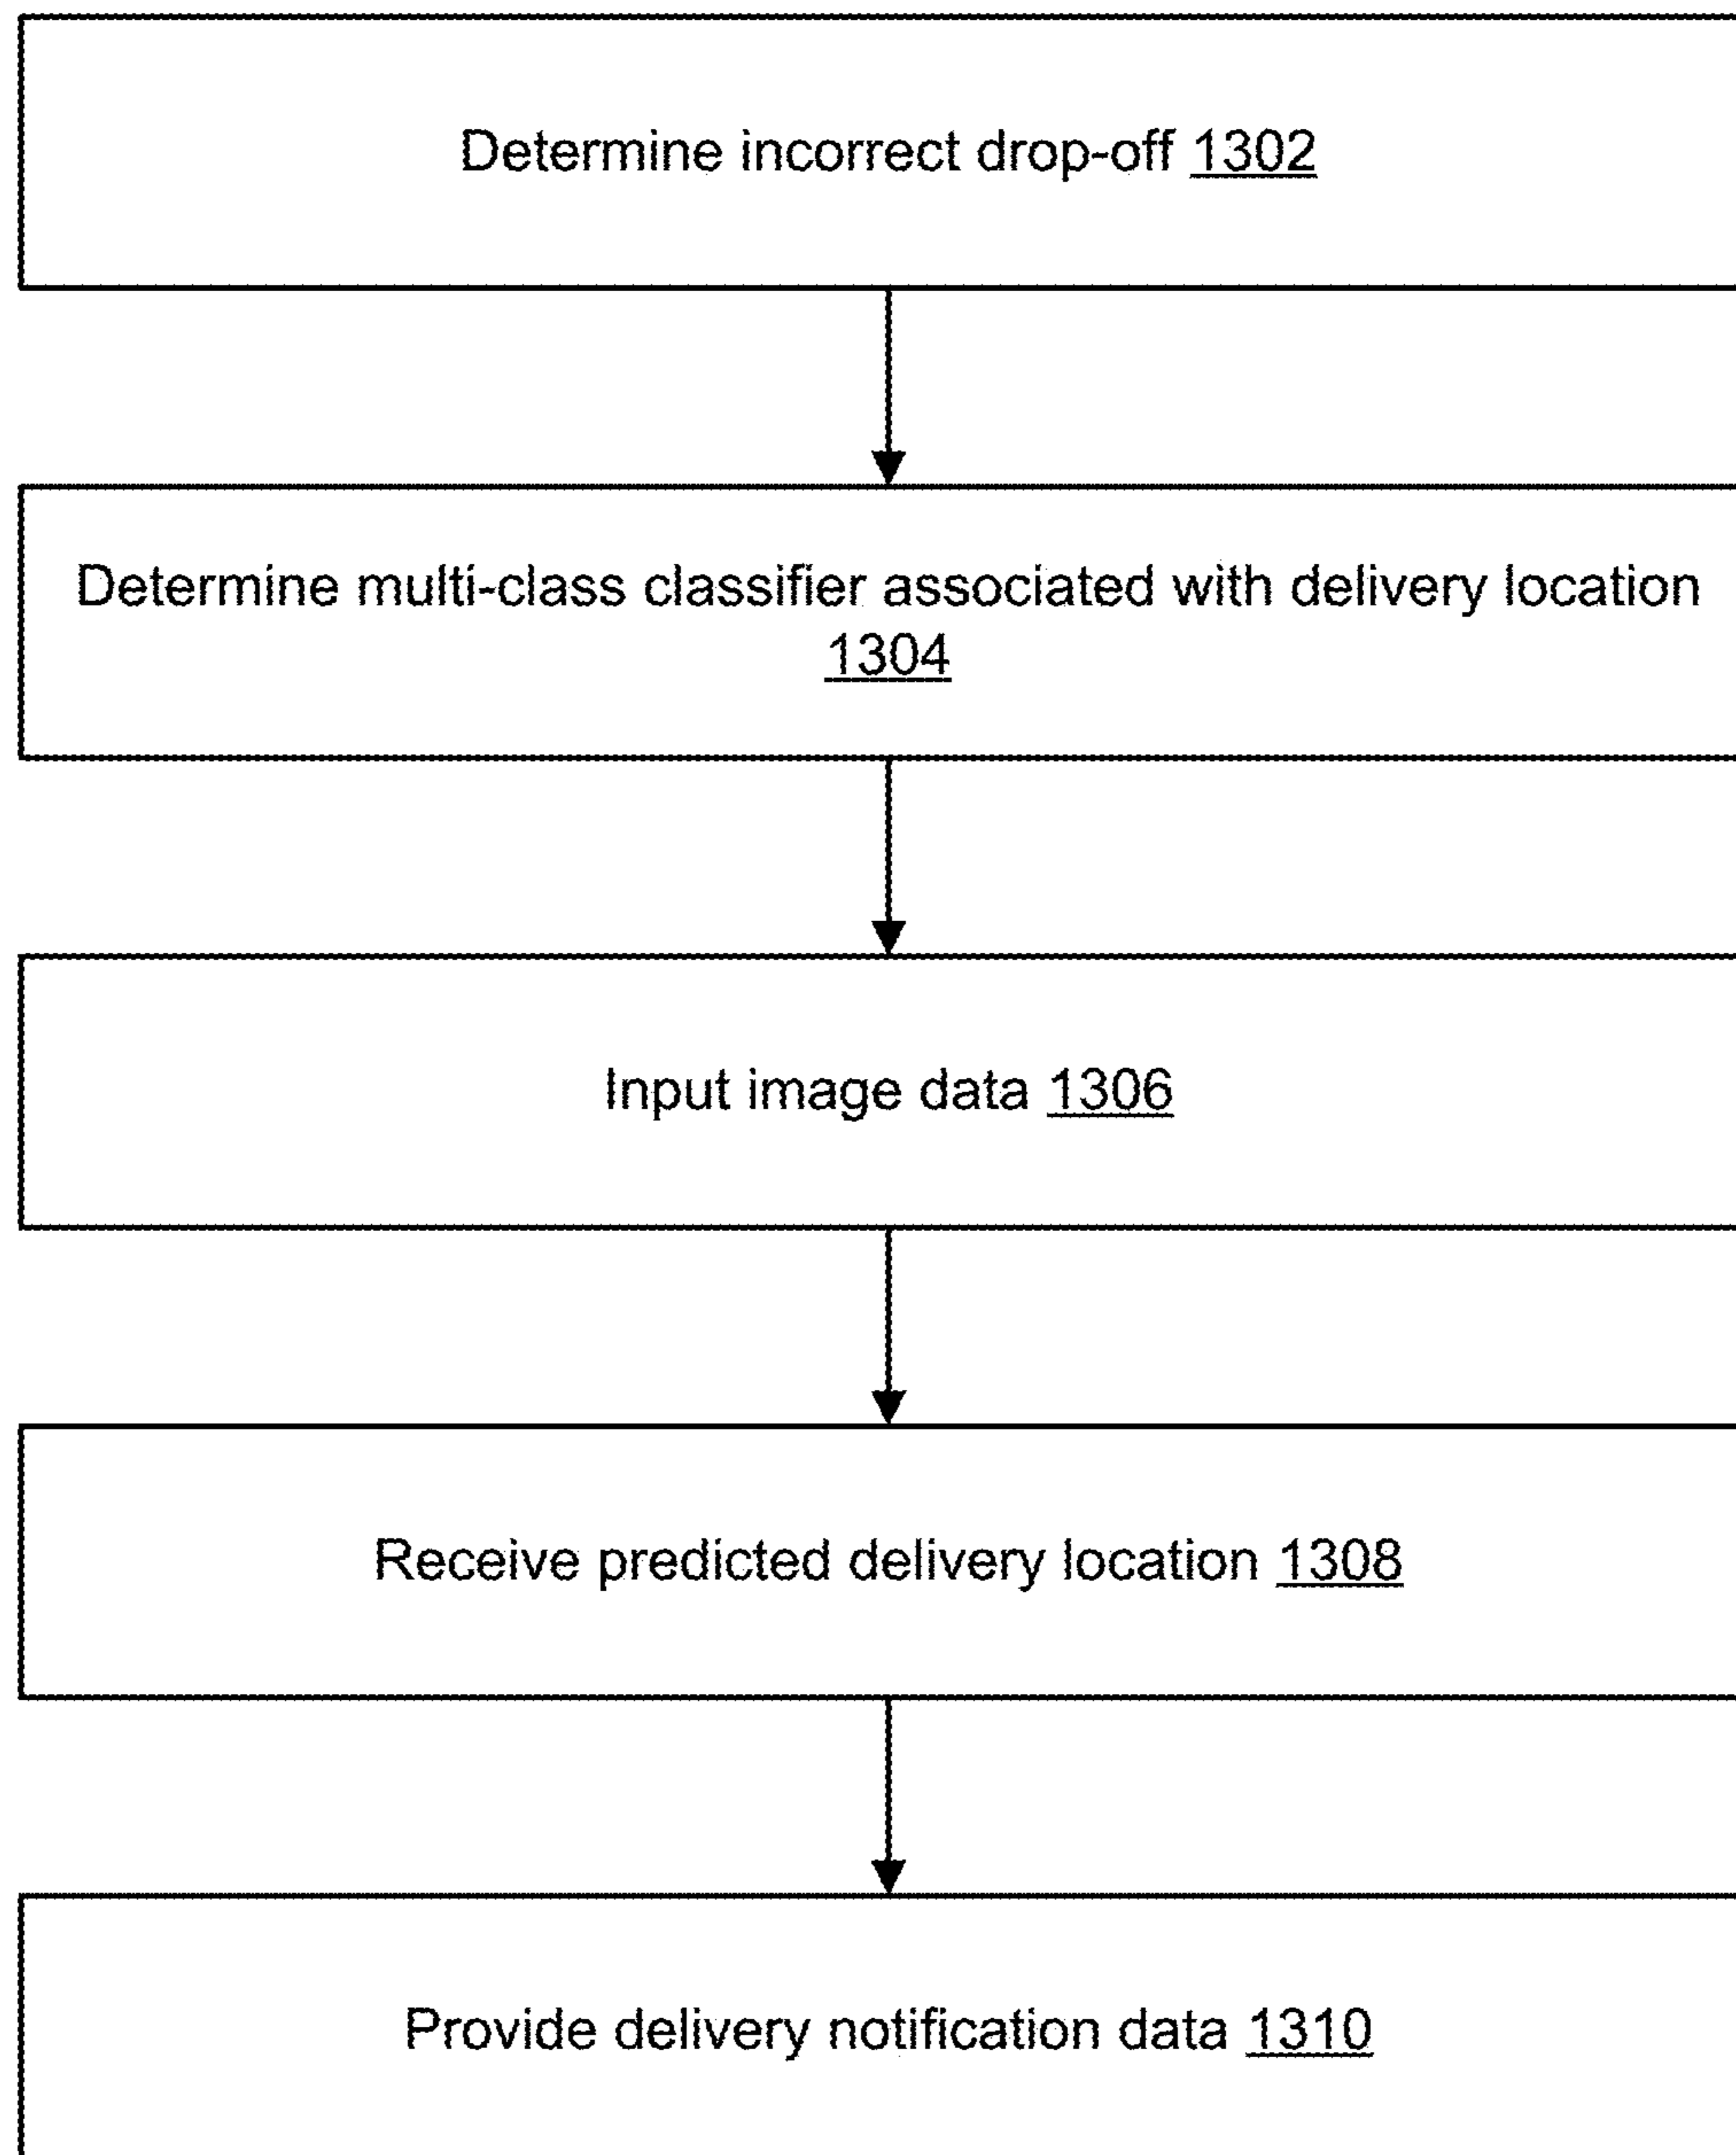 Determine incorrect drop-off 1302
Determine multi-class classifier associated with delivery location
1304
Input image data 1306
Receive predicted delivery location 1308
Provide delivery notification data 1310